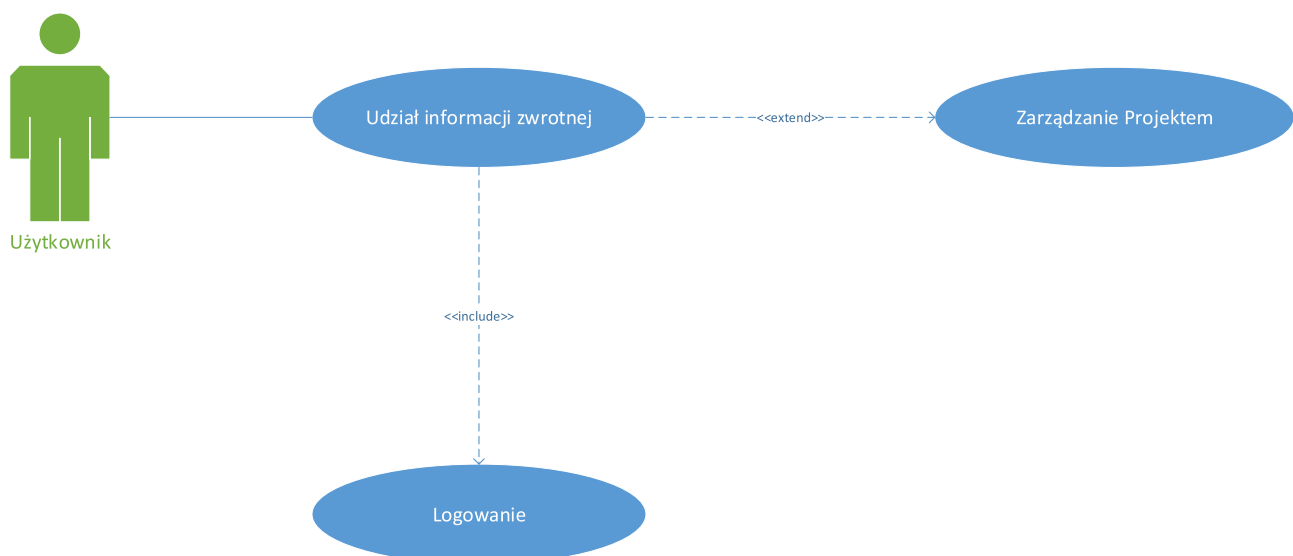 Udział informacji zwrotnej
<<extend>>
Zarządzanie Projektem
Użytkownik
<<include>>
Logowanie